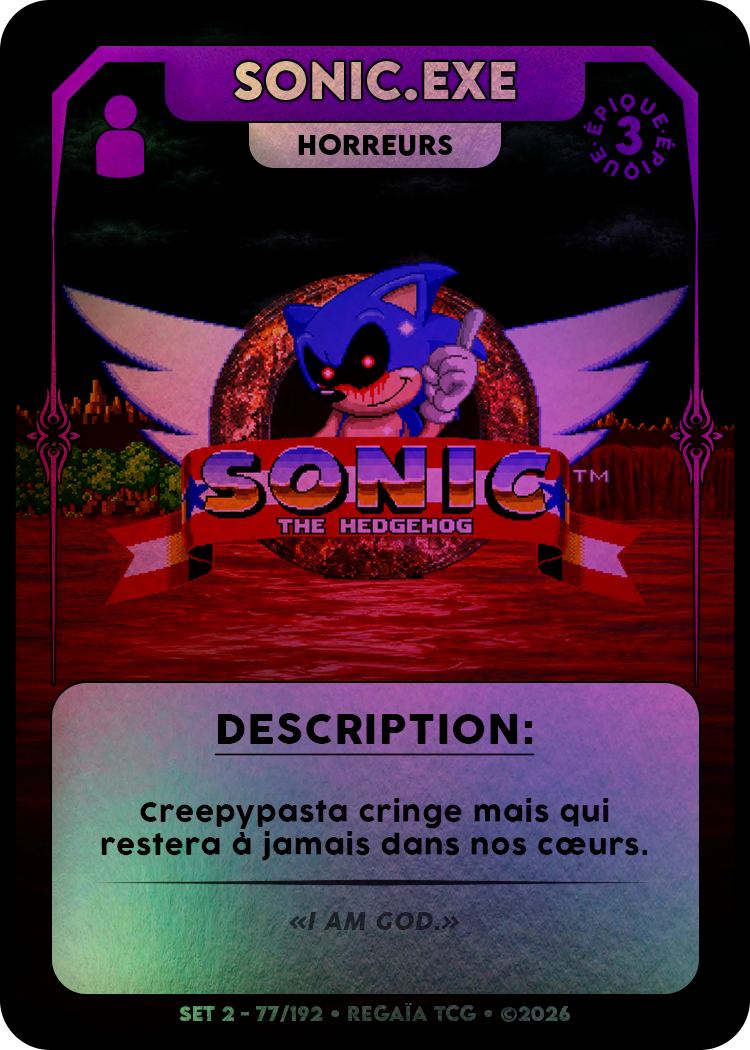 SONIC.EXE
HORREURS
ÉPIQUE · ÉPIQUE ·
3
SONIC
TM
THE HEDGEHOG
DESCRIPTION:
Creepypasta cringe mais qui
restera à jamais dans nos cœurs.
«I AM GOD.»
SET 2 - 77/192 • REGAÏA TCG • ©2026